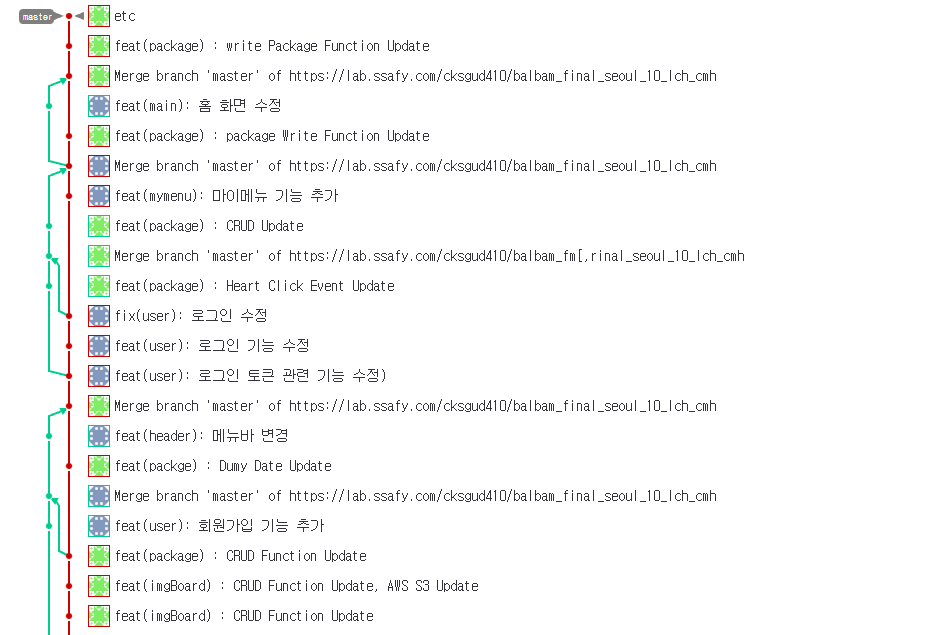 master
etc
feat(package) : write Package Function Update
Merge branch 'master' of https://lab.ssafy.com/cksgud410/balbam_final_seoul_10_lch_cmh
feat(main): 홈 화면 수정
feat(package) : package Write Function Update
Merge branch 'master' of https://lab.ssafy.com/cksgud410/balbam_final_seoul_10_lch_cmh
feat(mymenu): 마이메뉴 기능 추가
feat(package) : CRUD Update
Merge branch 'master' of https://lab.ssafy.com/cksgud410/balbam_fm[,rinal_seoul_10_lch_cmh
feat(package) : Heart Click Event Update
fix(user): 로그인 수정
feat(user): 로그인 기능 수정
feat(user): 로그인 토큰 관련 기능 수정)
Merge branch 'master' of https://lab.ssafy.com/cksgud410/balbam_final_seoul_10_lch_cmh
feat(header): 메뉴바 변경
feat(packge) : Dumy Date Update
Merge branch 'master' of https://lab.ssafy.com/cksgud410/balbam_final_seoul_10_lch_cmh
feat(user): 회원가입 기능 추가
feat(package) : CRUD Function Update
feat(imgBoard) : CRUD Function Update, AWS S3 Update
feat(imgBoard) : CRUD Function Update